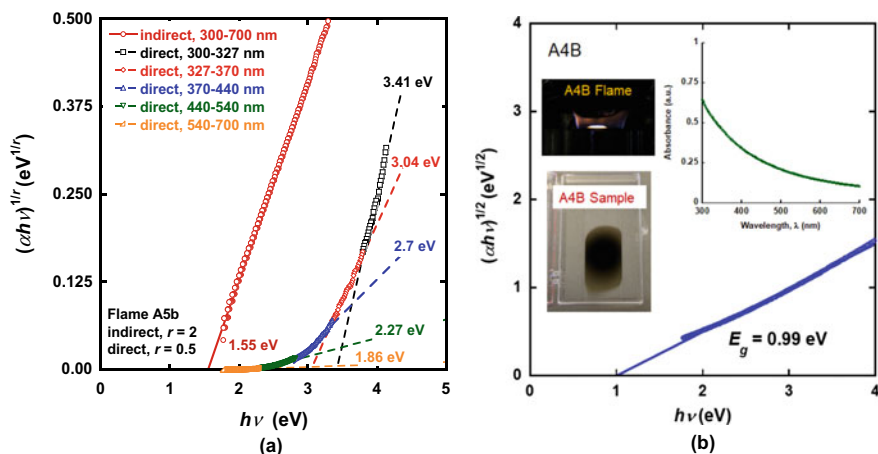 0.500
0.375
0.250
0.125
0.00
(αhν)^1/r (eV^1/r)
indirect, 300-700 nm
direct, 300-327 nm
direct, 327-370 nm
direct, 370-440 nm
direct, 440-540 nm
direct, 540-700 nm
3.41 eV
3.04 eV
2.7 eV
2.27 eV
1.86 eV
1.55 eV
Flame A5b
indirect, r = 2
direct, r = 0.5
0 1 2 3 4 5
hν (eV)
(a)
4
3
2
1
0
(αhν)^1/2 (eV^1/2)
A4B
A4B Flame
A4B Sample
1
0.75
0.5
0.25
0
Absorbance (a.u.)
300 400 500 600 700
Wavelength, λ (nm)
E_g = 0.99 eV
0 1 2 3 4
hν(eV)
(b)